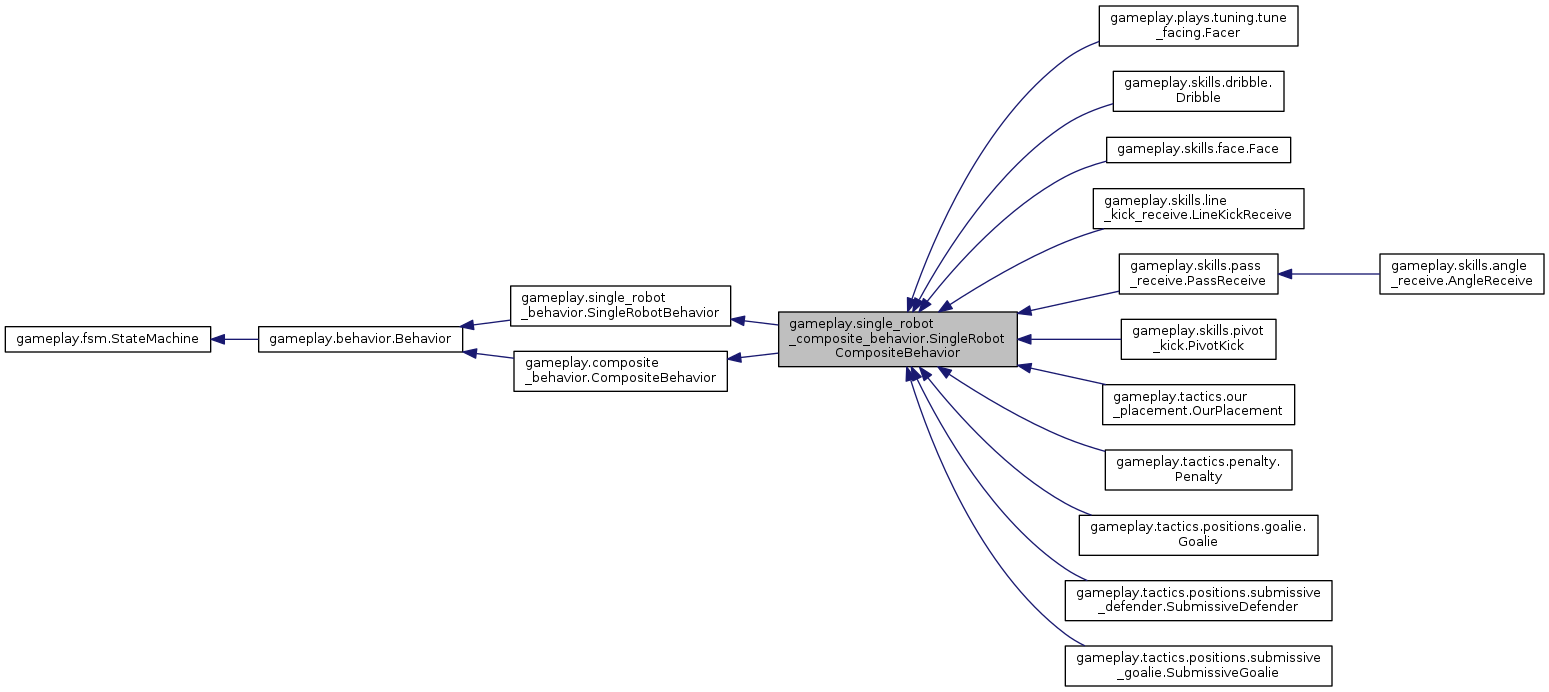 gameplay.fsm.StateMachine
gameplay.behavior.Behavior
gameplay.single_robot
_behavior.SingleRobotBehavior
gameplay.composite
_behavior.CompositeBehavior
gameplay.single_robot
_composite_behavior.SingleRobot
CompositeBehavior
gameplay.plays.tuning.tune
_facing.Facer
gameplay.skills.dribble.
Dribble
gameplay.skills.face.Face
gameplay.skills.line
_kick_receive.LineKickReceive
gameplay.skills.pass
_receive.PassReceive
gameplay.skills.angle
_receive.AngleReceive
gameplay.skills.pivot
_kick.PivotKick
gameplay.tactics.our
_placement.OurPlacement
gameplay.tactics.penalty.
Penalty
gameplay.tactics.positions.goalie.
Goalie
gameplay.tactics.positions.submissive
_defender.SubmissiveDefender
gameplay.tactics.positions.submissive
_goalie.SubmissiveGoalie